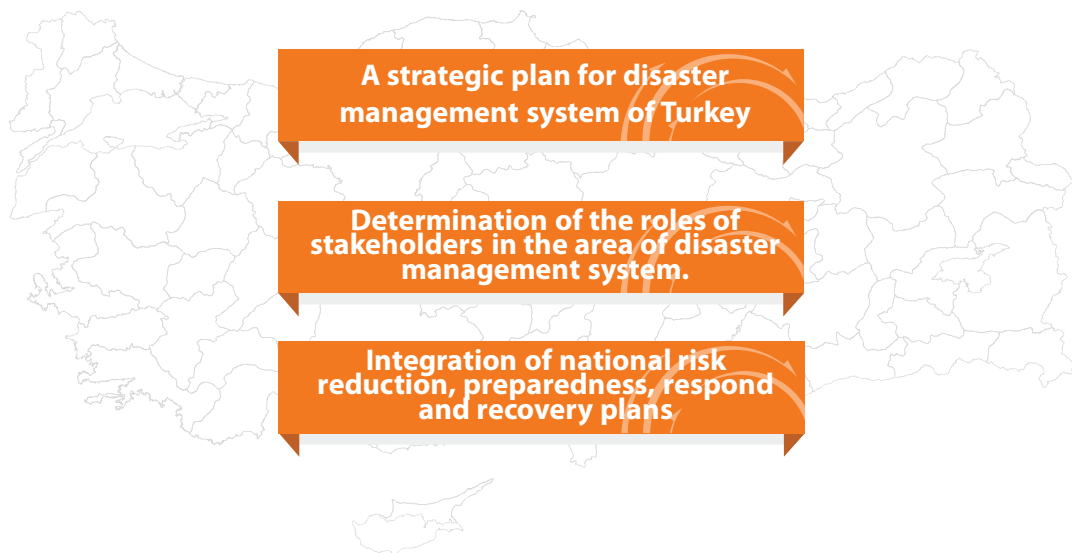 A strategic plan for disaster
management system of Turkey
Determination of the roles of
stakeholders in the area of disaster
management system.
Integration of national risk
reduction, preparedness, respond
and recovery plans